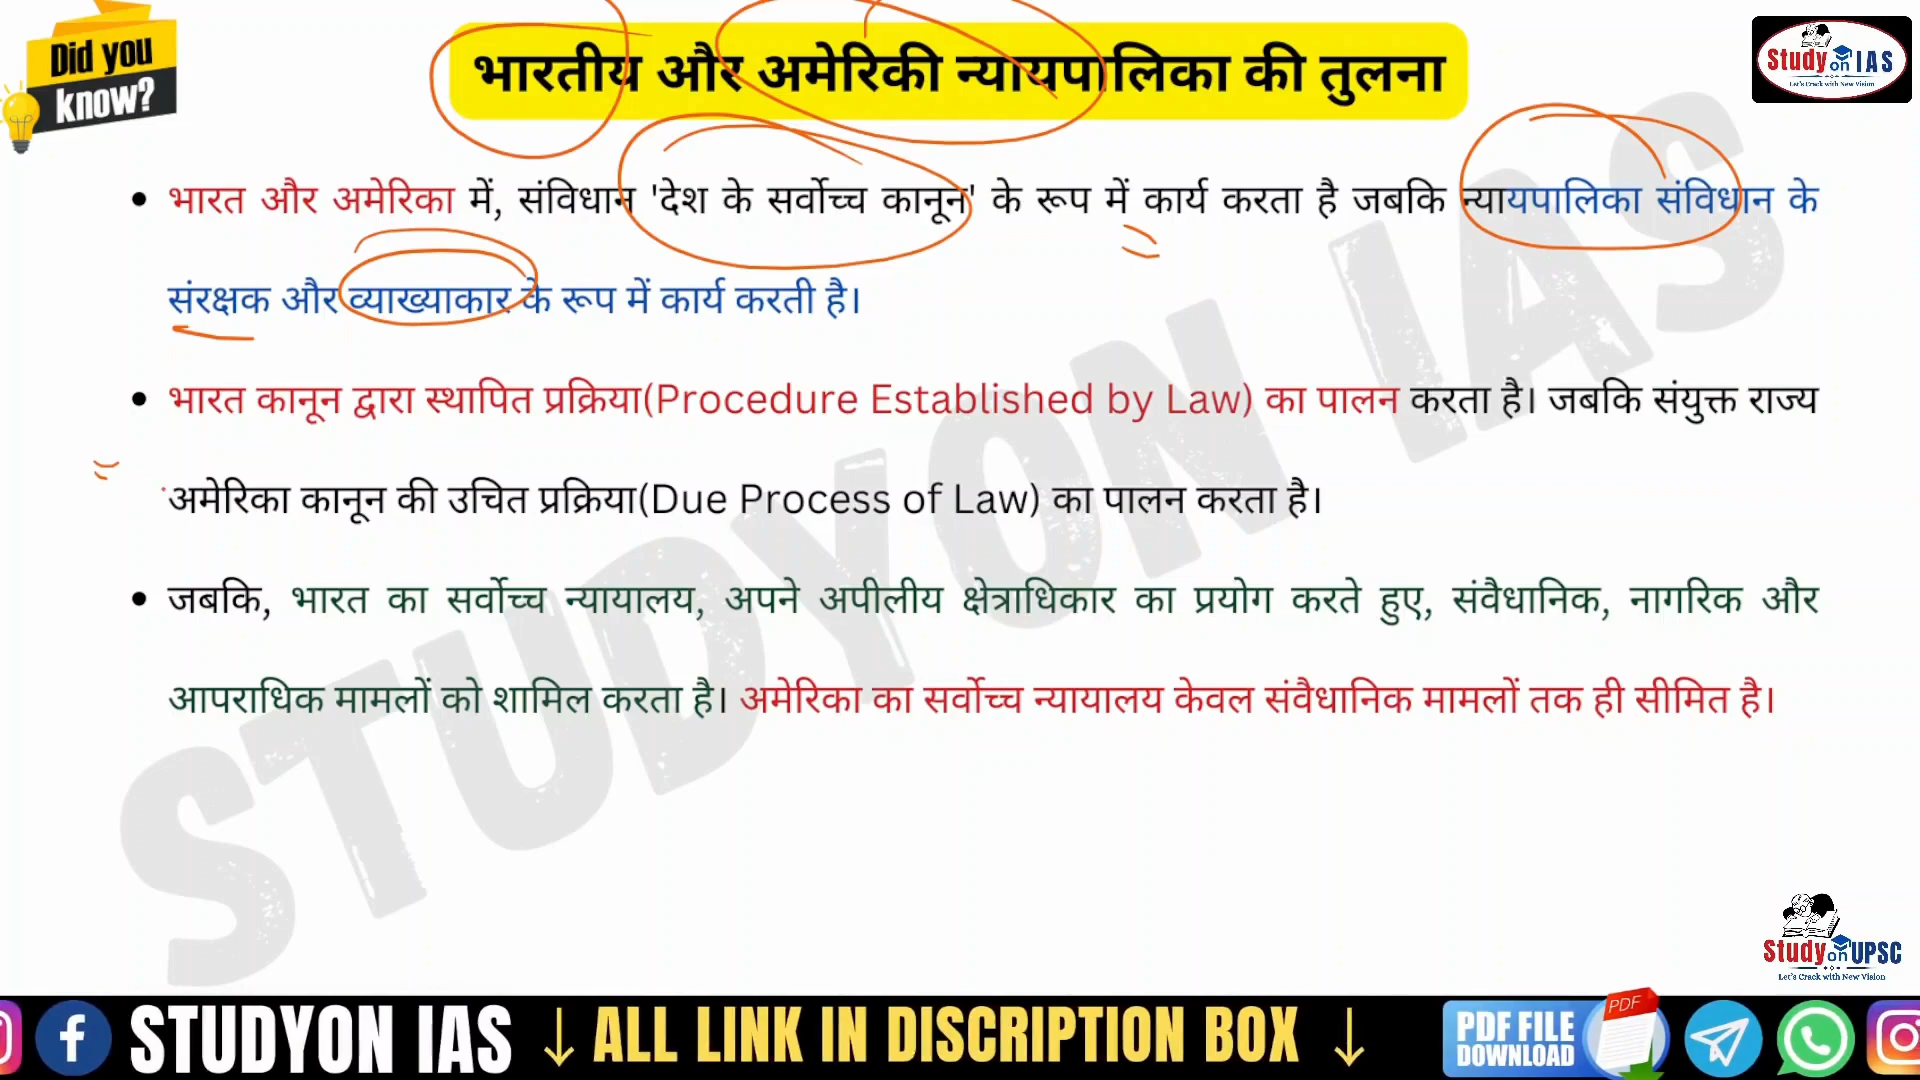 Did you
know?
भारतीय और अमेरिकी न्यायपालिका की तुलना
Study on IAS
Let's Crack with New Vision
• भारत और अमेरिका में, संविधान 'देश के सर्वोच्च कानून' के रूप में कार्य करता है जबकि न्यायपालिका संविधान के
संरक्षक और व्याख्याकार के रूप में कार्य करती है।
• भारत कानून द्वारा स्थापित प्रक्रिया(Procedure Established by Law) का पालन करता है। जबकि संयुक्त राज्य
अमेरिका कानून की उचित प्रक्रिया(Due Process of Law) का पालन करता है।
• जबकि, भारत का सर्वोच्च न्यायालय, अपने अपीलीय क्षेत्राधिकार का प्रयोग करते हुए, संवैधानिक, नागरिक और
आपराधिक मामलों को शामिल करता है। अमेरिका का सर्वोच्च न्यायालय केवल संवैधानिक मामलों तक ही सीमित है।
STUDYON IAS
Study on UPSC
Let's Crack with New Vision
STUDYON IAS ↓ ALL LINK IN DISCRIPTION BOX ↓
PDF FILE
DOWNLOAD
PDF